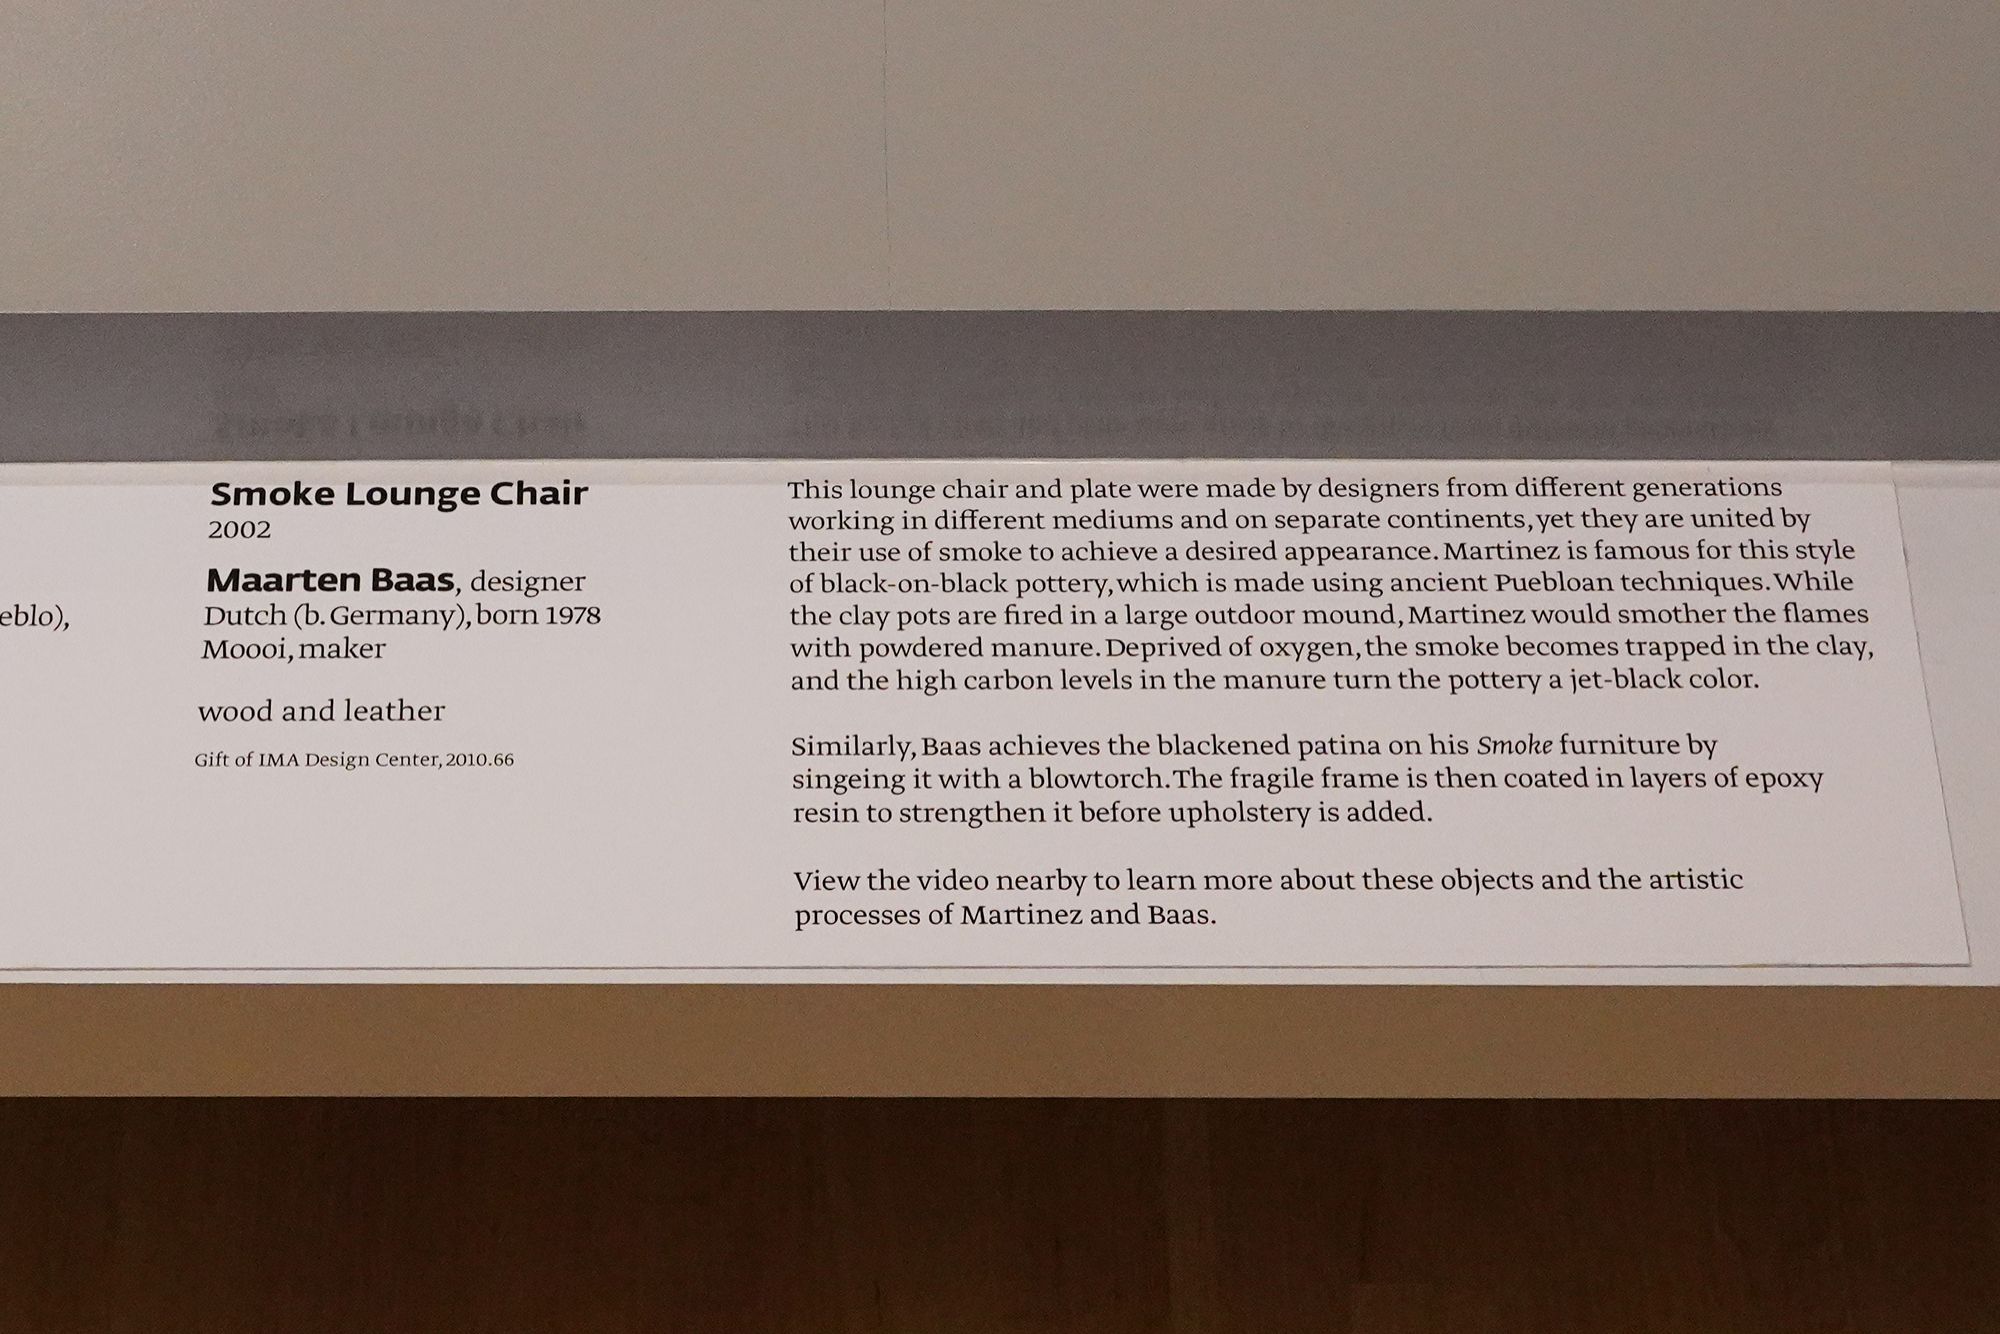 eblo),
Smoke Lounge Chair
2002
Maarten Baas, designer
Dutch (b. Germany), born 1978
Moooi, maker
wood and leather
Gift of IMA Design Center, 2010.66
This lounge chair and plate were made by designers from different generations
working in different mediums and on separate continents, yet they are united by
their use of smoke to achieve a desired appearance. Martinez is famous for this style
of black-on-black pottery, which is made using ancient Puebloan techniques. While
the clay pots are fired in a large outdoor mound, Martinez would smother the flames
with powdered manure. Deprived of oxygen, the smoke becomes trapped in the clay,
and the high carbon levels in the manure turn the pottery a jet-black color.
Similarly, Baas achieves the blackened patina on his Smoke furniture by
singeing it with a blowtorch. The fragile frame is then coated in layers of epoxy
resin to strengthen it before upholstery is added.
View the video nearby to learn more about these objects and the artistic
processes of Martinez and Baas.